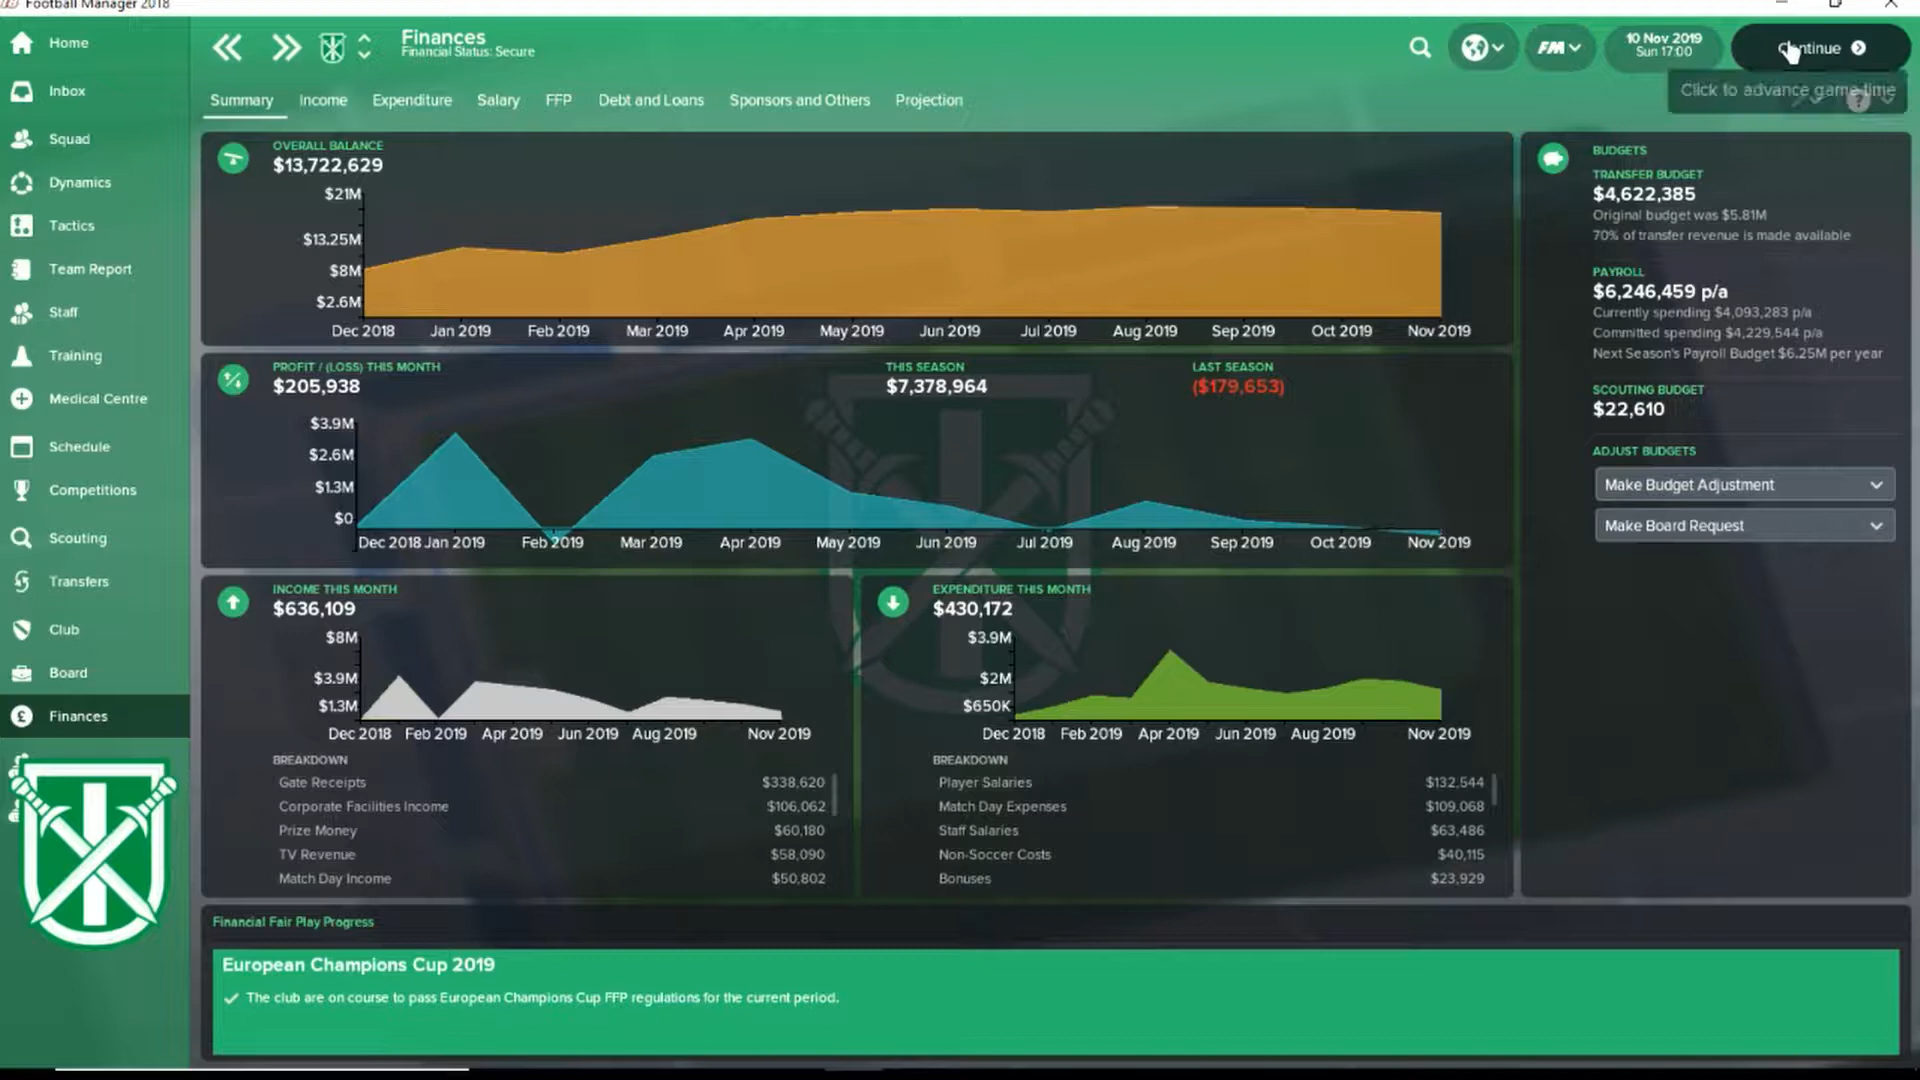 Football Manager 2018
Home
Inbox
Squad
Dynamics
Tactics
Team Report
Staff
Training
Medical Centre
Schedule
Competitions
Scouting
Transfers
Club
Board
Finances
Finances
Financial Status: Secure
FM
10 Nov 2019
Sun 17:00
Continue
Click to advance game time
Summary Income Expenditure Salary FFP Debt and Loans Sponsors and Others Projection
OVERALL BALANCE
$13,722,629
$21M
$13.25M
$8M
$2.6M
Dec 2018 Jan 2019 Feb 2019 Mar 2019 Apr 2019 May 2019 Jun 2019 Jul 2019 Aug 2019 Sep 2019 Oct 2019 Nov 2019
PROFIT / (LOSS) THIS MONTH
$205,938
THIS SEASON
$7,378,964
LAST SEASON
($179,653)
$3.9M
$2.6M
$1.3M
$0
Dec 2018 Jan 2019 Feb 2019 Mar 2019 Apr 2019 May 2019 Jun 2019 Jul 2019 Aug 2019 Sep 2019 Oct 2019 Nov 2019
INCOME THIS MONTH
$636,109
$8M
$3.9M
$1.3M
Dec 2018 Feb 2019 Apr 2019 Jun 2019 Aug 2019 Nov 2019
BREAKDOWN
Gate Receipts $338,620
Corporate Facilities Income $106,062
Prize Money $60,180
TV Revenue $58,090
Match Day Income $50,802
EXPENDITURE THIS MONTH
$430,172
$3.9M
$2M
$650K
Dec 2018 Feb 2019 Apr 2019 Jun 2019 Aug 2019 Nov 2019
BREAKDOWN
Player Salaries $132,544
Match Day Expenses $109,068
Staff Salaries $63,486
Non-Soccer Costs $40,115
Bonuses $23,929
BUDGETS
TRANSFER BUDGET
$4,622,385
Original budget was $5.81M
70% of transfer revenue is made available
PAYROLL
$6,246,459 p/a
Currently spending $4,093,283 p/a
Committed spending $4,229,544 p/a
Next Season's Payroll Budget $6.25M per year
SCOUTING BUDGET
$22,610
ADJUST BUDGETS
Make Budget Adjustment
Make Board Request
Financial Fair Play Progress
European Champions Cup 2019
The club are on course to pass European Champions Cup FFP regulations for the current period.